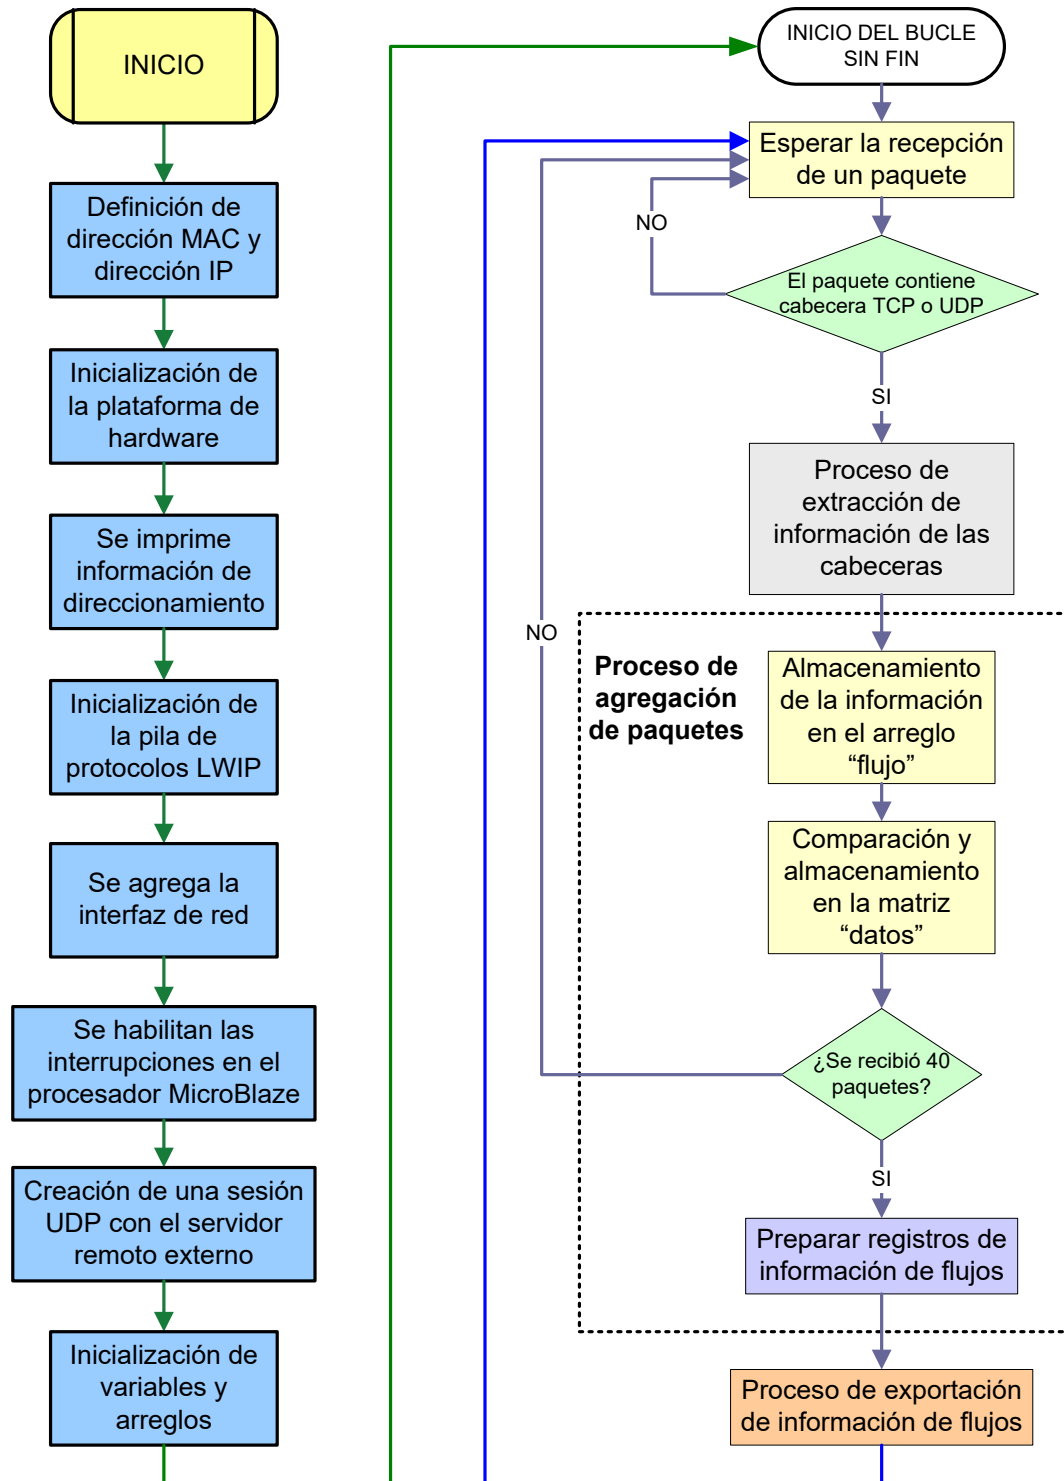 INICIO
Definición de
dirección MAC y
dirección IP
Inicialización de
la plataforma de
hardware
Se imprime
información de
direccionamiento
Inicialización de
la pila de
protocolos LWIP
Se agrega la
interfaz de red
Se habilitan las
interrupciones en el
procesador MicroBlaze
Creación de una sesión
UDP con el servidor
remoto externo
Inicialización de
variables y
arreglos
INICIO DEL BUCLE
SIN FIN
Esperar la recepción
de un paquete
NO
El paquete contiene
cabecera TCP o UDP
SI
Proceso de
extracción de
información de las
cabeceras
NO
Proceso de
agregación
de paquetes
Almacenamiento
de la información
en el arreglo
“flujo”
Comparación y
almacenamiento
en la matriz
“datos”
¿Se recibió 40
paquetes?
SI
Preparar registros de
información de flujos
Proceso de exportación
de información de flujos